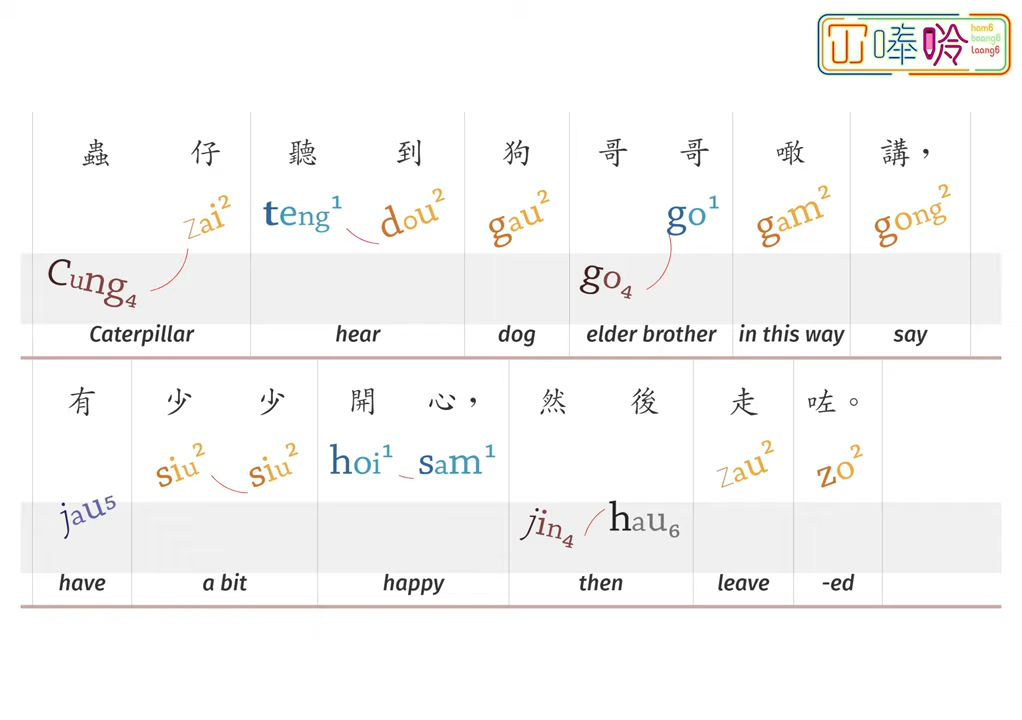 冚唪唥
ham6
baang6
laang6
蟲仔 聽到 狗 哥哥 噉 講，
Cung4 zai2 teng1 dou2 gau2 go4 go1 gam2 gong2
Caterpillar hear dog elder brother in this way say
有 少少 開心， 然後 走 咗。
jau5 siu2 siu2 hoi1 sam1 jin4 hau6 zau2 zo2
have a bit happy then leave -ed